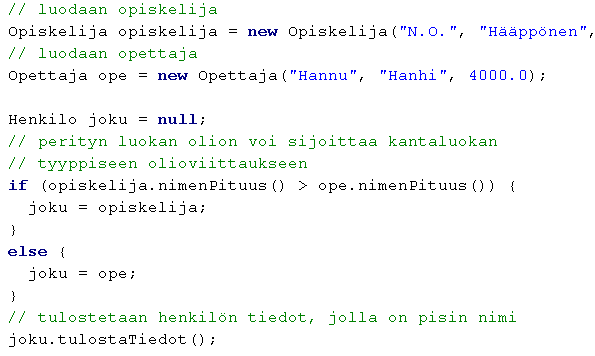 // luodaan opiskelija
Opiskelija opiskelija = new Opiskelija("N.O.", "Hääppönen",
// luodaan opettaja
Opettaja ope = new Opettaja("Hannu", "Hanhi", 4000.0);
Henkilo joku = null;
// perityn luokan olion voi sijoittaa kantaluokan
// tyyppiseen olioviittaukseen
if (opiskelija.nimenPituus() > ope.nimenPituus()) {
joku = opiskelija;
}
else {
joku = ope;
}
// tulostetaan henkilön tiedot, jolla on pisin nimi
joku.tulostaTiedot();